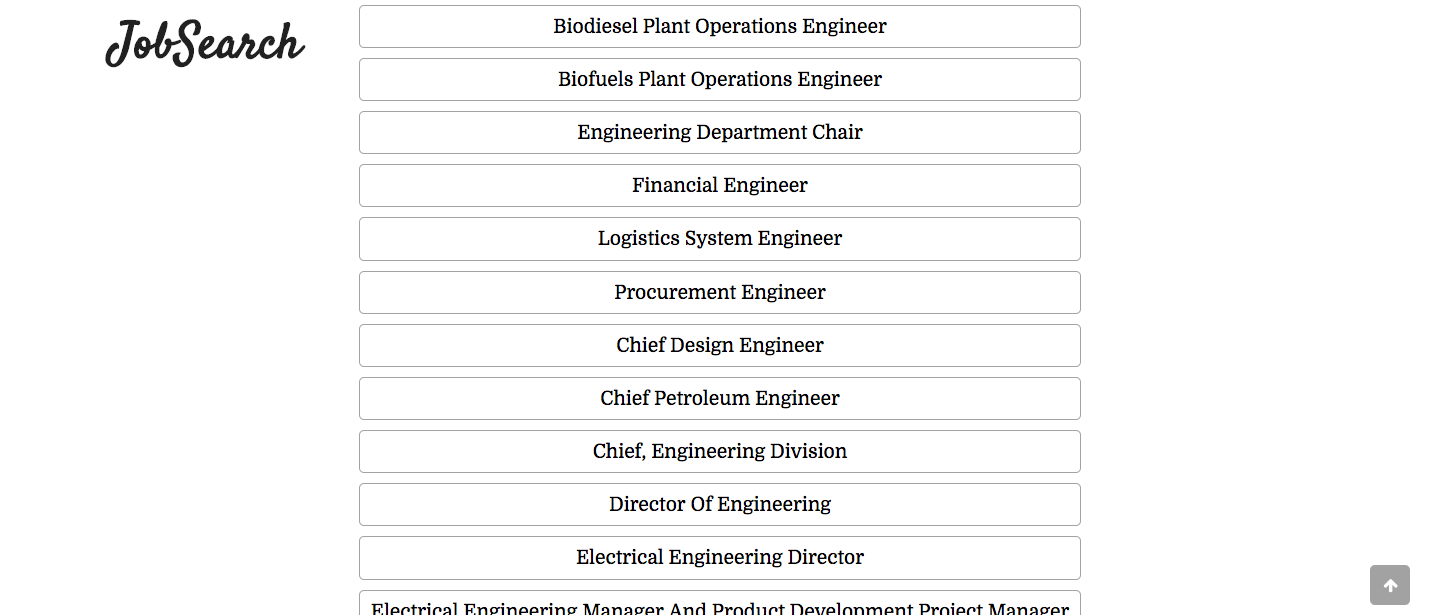 JobSearch
Biodiesel Plant Operations Engineer
Biofuels Plant Operations Engineer
Engineering Department Chair
Financial Engineer
Logistics System Engineer
Procurement Engineer
Chief Design Engineer
Chief Petroleum Engineer
Chief, Engineering Division
Director Of Engineering
Electrical Engineering Director
Electrical Engineering Manager And Product Development Project Manager